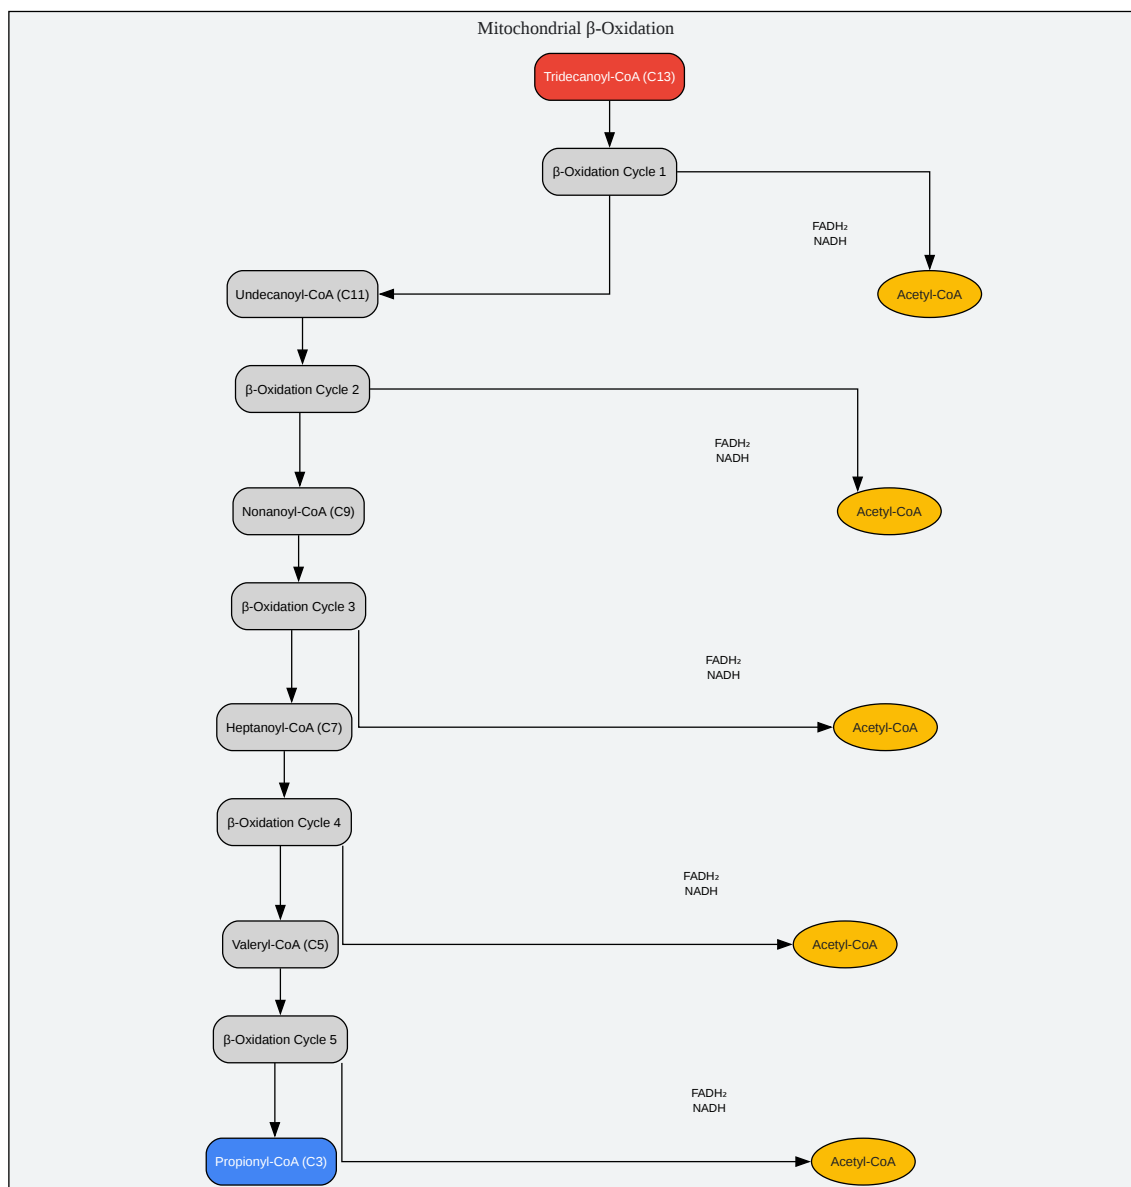 Mitochondrial β-Oxidation
Tridecanoyl-CoA (C13)
β-Oxidation Cycle 1
FADH₂
NADH
Undecanoyl-CoA (C11)
Acetyl-CoA
β-Oxidation Cycle 2
FADH₂
NADH
Nonanoyl-CoA (C9)
Acetyl-CoA
β-Oxidation Cycle 3
FADH₂
NADH
Heptanoyl-CoA (C7)
Acetyl-CoA
β-Oxidation Cycle 4
FADH₂
NADH
Valeryl-CoA (C5)
Acetyl-CoA
β-Oxidation Cycle 5
FADH₂
NADH
Propionyl-CoA (C3)
Acetyl-CoA